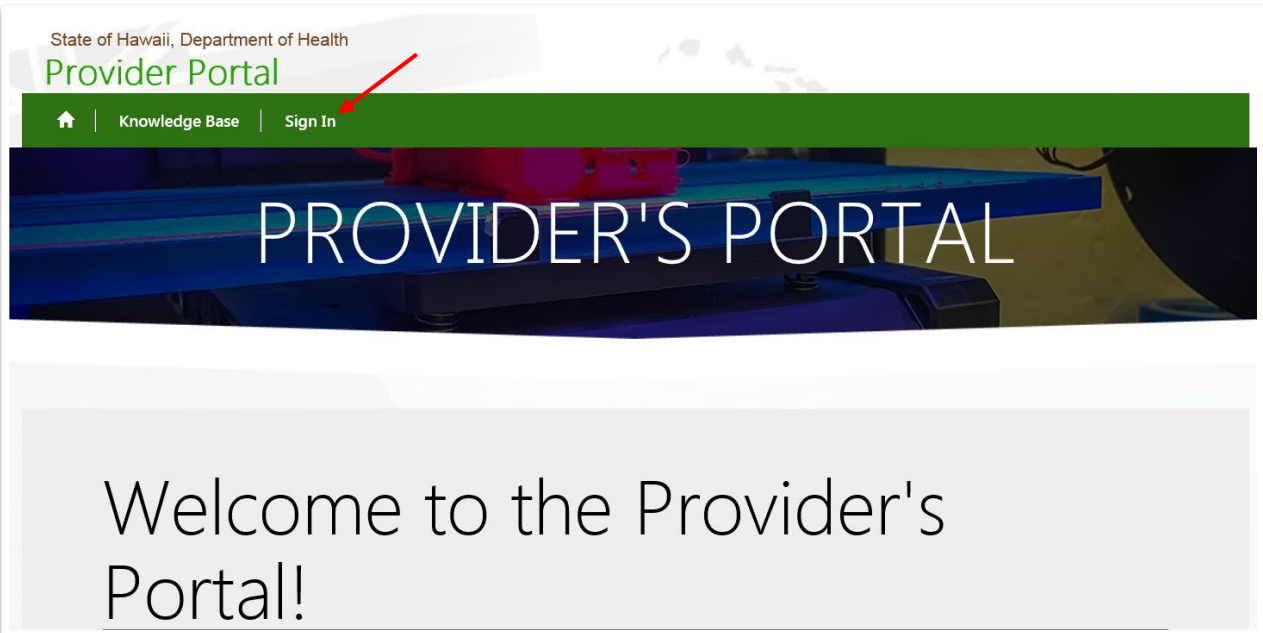 State of Hawaii, Department of Health
Provider Portal
Knowledge Base
Sign In
PROVIDER'S PORTAL
Welcome to the Provider's
Portal!